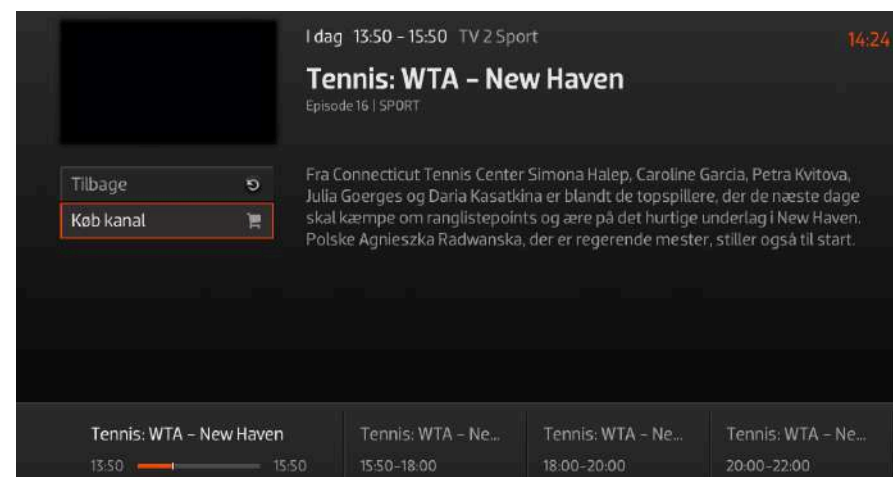 I dag 13:50 - 15:50 TV 2 Sport
14:24
Tennis: WTA - New Haven
Episode 16 | SPORT
Tilbage
Køb kanal
Fra Connecticut Tennis Center Simona Halep, Caroline Garcia, Petra Kvitova,
Julia Goerges og Daria Kasatkina er blandt de topspillere, der de næste dage
skal kæmpe om ranglistepoints og ære på det hurtige underlag i New Haven.
Polske Agnieszka Radwanska, der er regerende mester, stiller også til start.
Tennis: WTA - New Haven
13:50 15:50
Tennis: WTA - Ne...
15:50-18:00
Tennis: WTA - Ne...
18:00-20:00
Tennis: WTA - Ne...
20:00-22:00